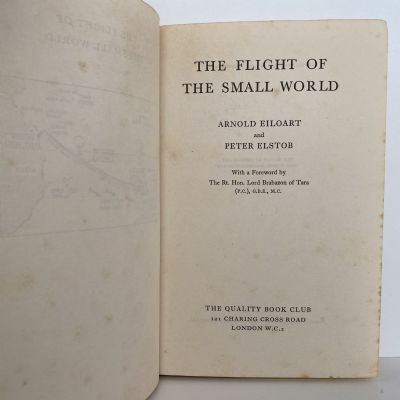 THE FLIGHT OF
THE SMALL WORLD
ARNOLD EILOART
and
PETER ELSTOB
With a Foreword by
The Rt. Hon. Lord Brabazon of Tara
(P.C.), G.B.E., M.C.
THE QUALITY BOOK CLUB
121 CHARING CROSS ROAD
LONDON W.C.2